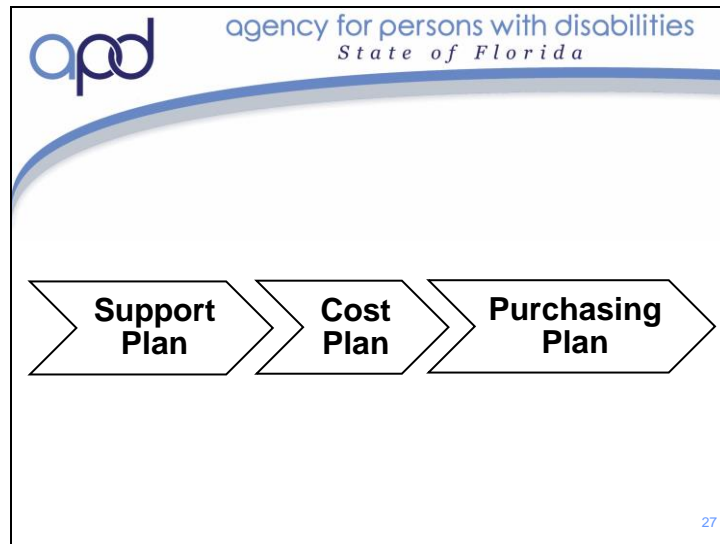 apd
agency for persons with disabilities
State of Florida
Support
Plan
Cost
Plan
Purchasing
Plan
27